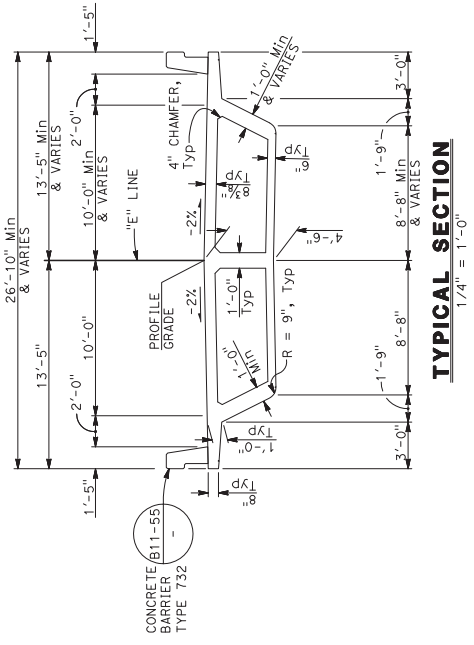 26'-10" Min
& VARIES
13'-5"
13'-5" Min
& VARIES
1'-5"
2'-0"
10'-0"
10'-0" Min
& VARIES
2'-0"
1'-5"
CONCRETE
BARRIER
TYPE 732
B11-55
-
PROFILE
GRADE
"E" LINE
4" CHAMFER,
Typ
-2%
-2%
8"
Typ
1'-0"
Typ
1'-0"
Min
1'-0"
Typ
8⅜"
Typ
6"
Typ
1'-0" Min
& VARIES
R = 9", Typ
4'-6"
3'-0"
1'-9"
8'-8"
8'-8" Min
& VARIES
1'-9"
3'-0"
TYPICAL SECTION
1/4" = 1'-0"